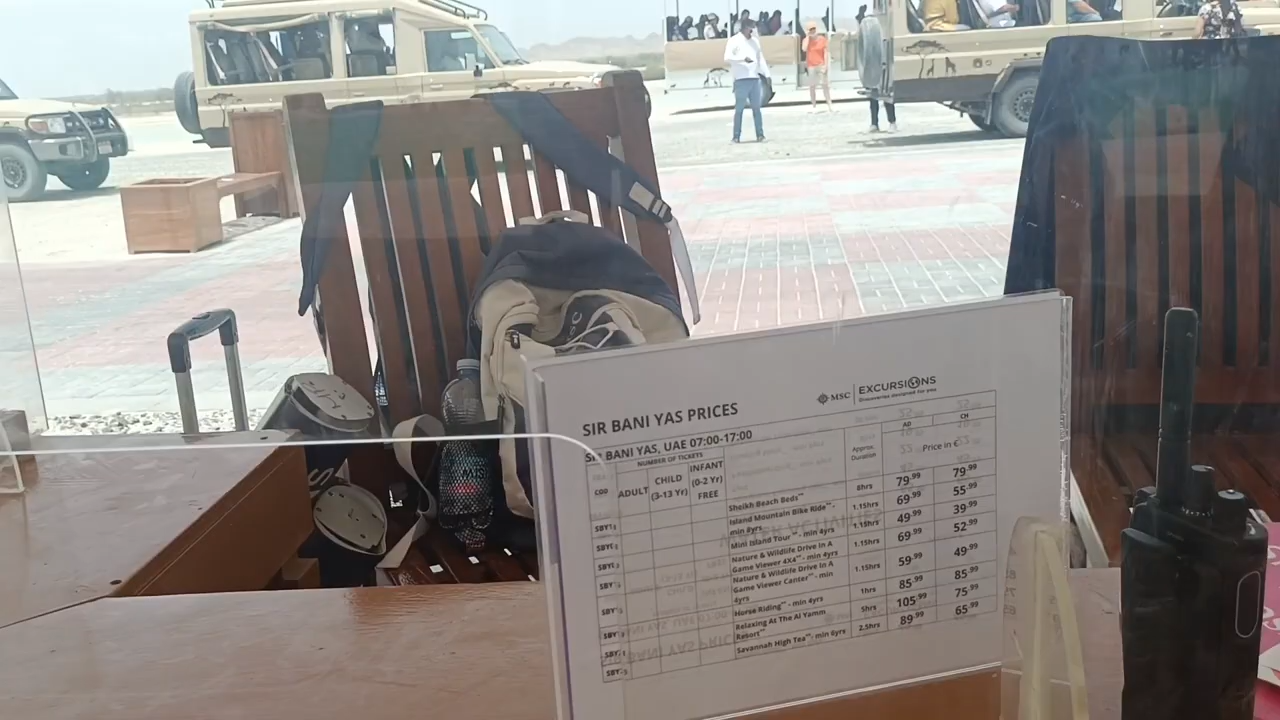 MSC | EXCURSIONS
Discoveries designed for you
SIR BANI YAS PRICES
SIR BANI YAS, UAE 07:00-17:00
NUMBER OF TICKETS
COD ADULT CHILD (3-13 Yr) INFANT (0-2 Yr) FREE Approx. Duration AD CH
Price in €
Sheikh Beach Beds 8hrs 79.99 79.99
Island Mountain Bike Ride - min 8yrs 1.15hrs 69.99 55.99
Mini Island Tour - min 4yrs 1.15hrs 49.99 39.99
Nature & Wildlife Drive In A Game Viewer 4X4 - min 4yrs 1.15hrs 69.99 52.99
Nature & Wildlife Drive In A Game Viewer Canter - min 4yrs 1.15hrs 59.99 49.99
Horse Riding - min 4yrs 1hrs 85.99 85.99
Relaxing At The Al Yamm Resort 5hrs 105.99 75.99
Savannah High Tea - min 6yrs 2.5hrs 89.99 65.99